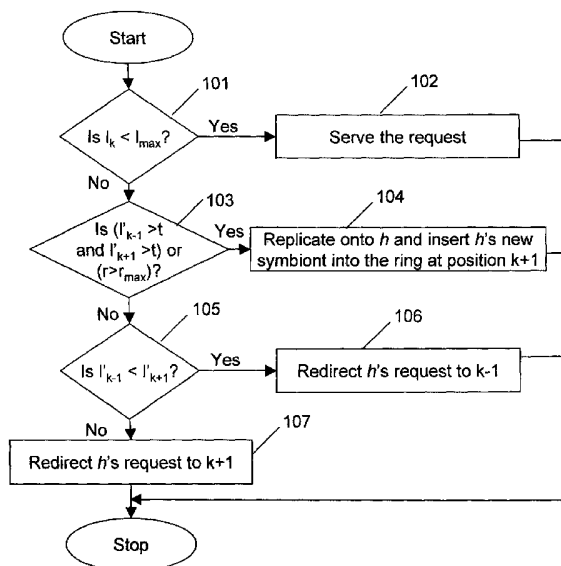 Start
101
Is l_k < l_max?
Yes
102
Serve the request
No
103
Is (l'_k-1 >t
and l'_k+1 >t) or
(r>r_max)?
Yes
104
Replicate onto h and insert h's new
symbiont into the ring at position k+1
No
105
Is l'_k-1 < l'_k+1?
Yes
106
Redirect h's request to k-1
No
107
Redirect h's request to k+1
Stop